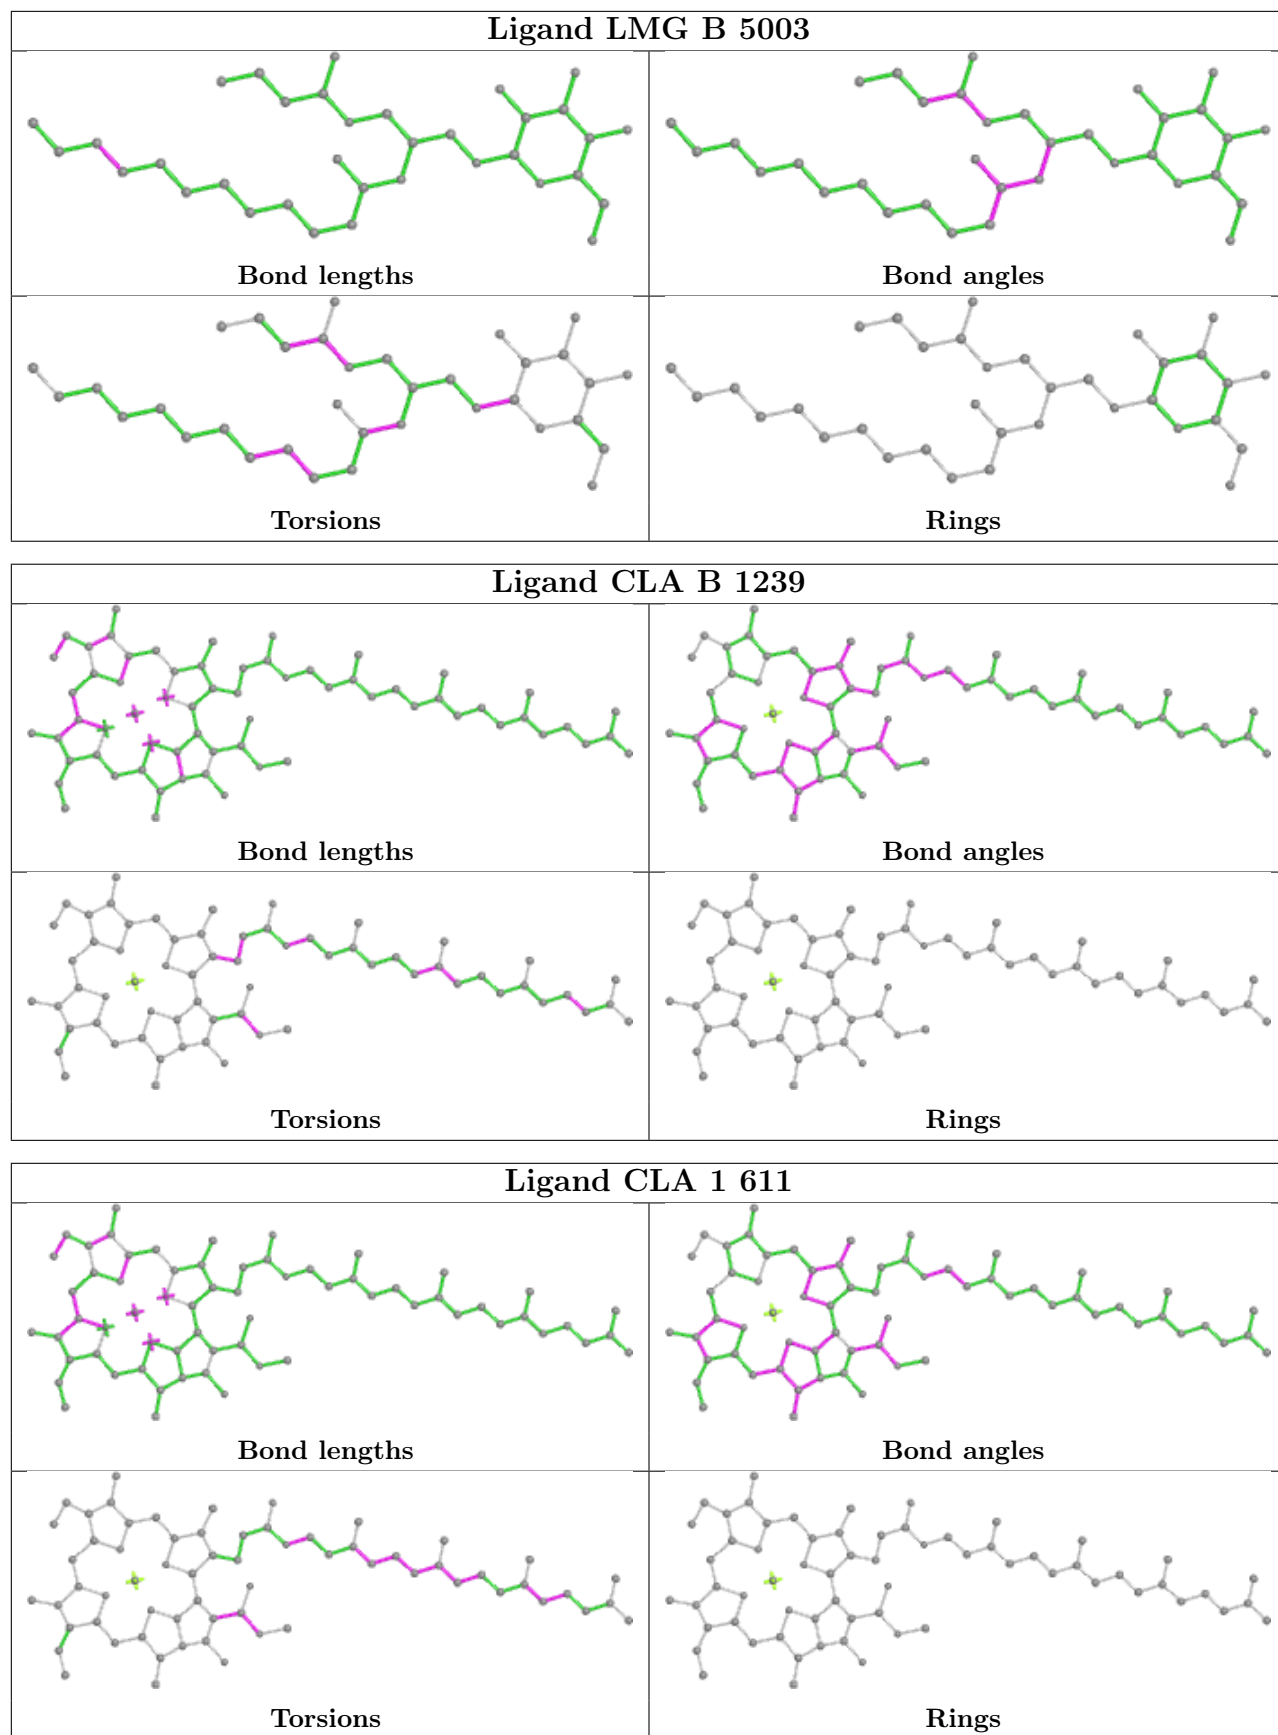 Ligand LMG B 5003
Bond lengths
Bond angles
Torsions
Rings
Ligand CLA B 1239
Bond lengths
Bond angles
Torsions
Rings
Ligand CLA 1 611
Bond lengths
Bond angles
Torsions
Rings